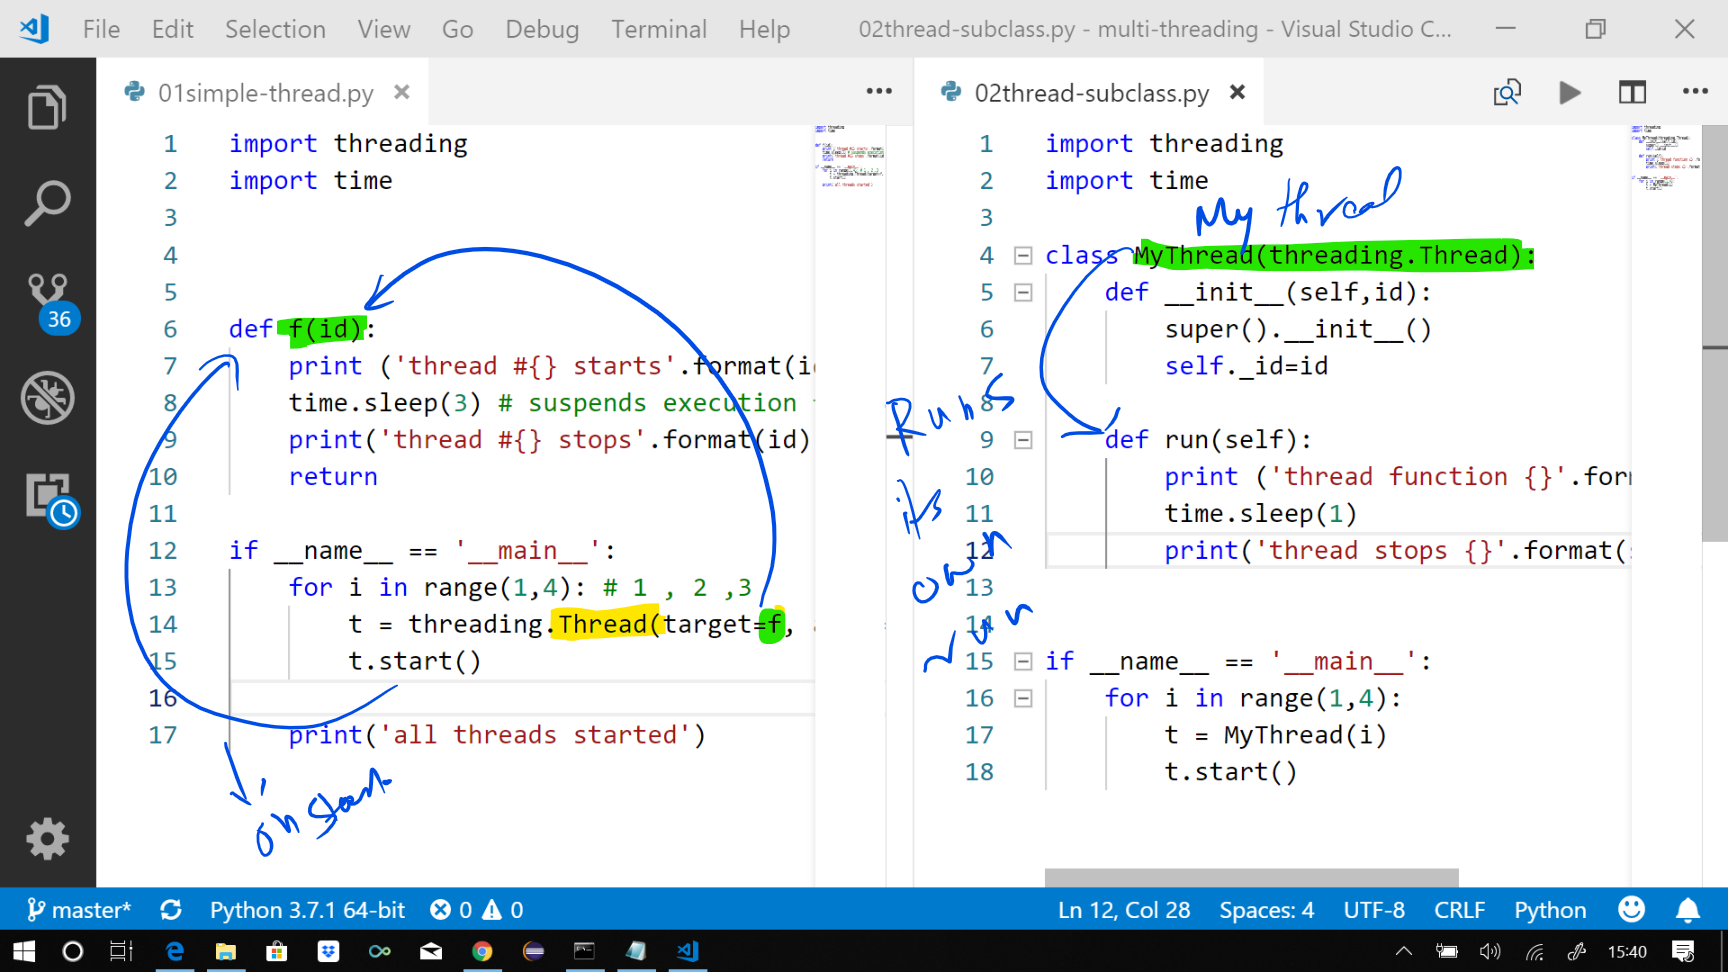 File Edit Selection View Go Debug Terminal Help 02thread-subclass.py - multi-threading - Visual Studio C...
01simple-thread.py
1 import threading
2 import time
3
4
5
6 def f(id):
7 print ('thread #{} starts'.format(i
8 time.sleep(3) # suspends execution
9 print('thread #{} stops'.format(id)
10 return
11
12 if __name__ == '__main__':
13 for i in range(1,4): # 1 , 2 ,3
14 t = threading.Thread(target=f,
15 t.start()
16
17 print('all threads started')
on start
02thread-subclass.py
1 import threading
2 import time
3
My thread
4 class MyThread(threading.Thread):
5 def __init__(self,id):
6 super().__init__()
7 self._id=id
8
9 def run(self):
10 print ('thread function {}'.for
11 time.sleep(1)
12 print('thread stops {}'.format(
13
14
15 if __name__ == '__main__':
16 for i in range(1,4):
17 t = MyThread(i)
18 t.start()
Runs
its
own
run
36
master* Python 3.7.1 64-bit 0 0 Ln 12, Col 28 Spaces: 4 UTF-8 CRLF Python
15:40